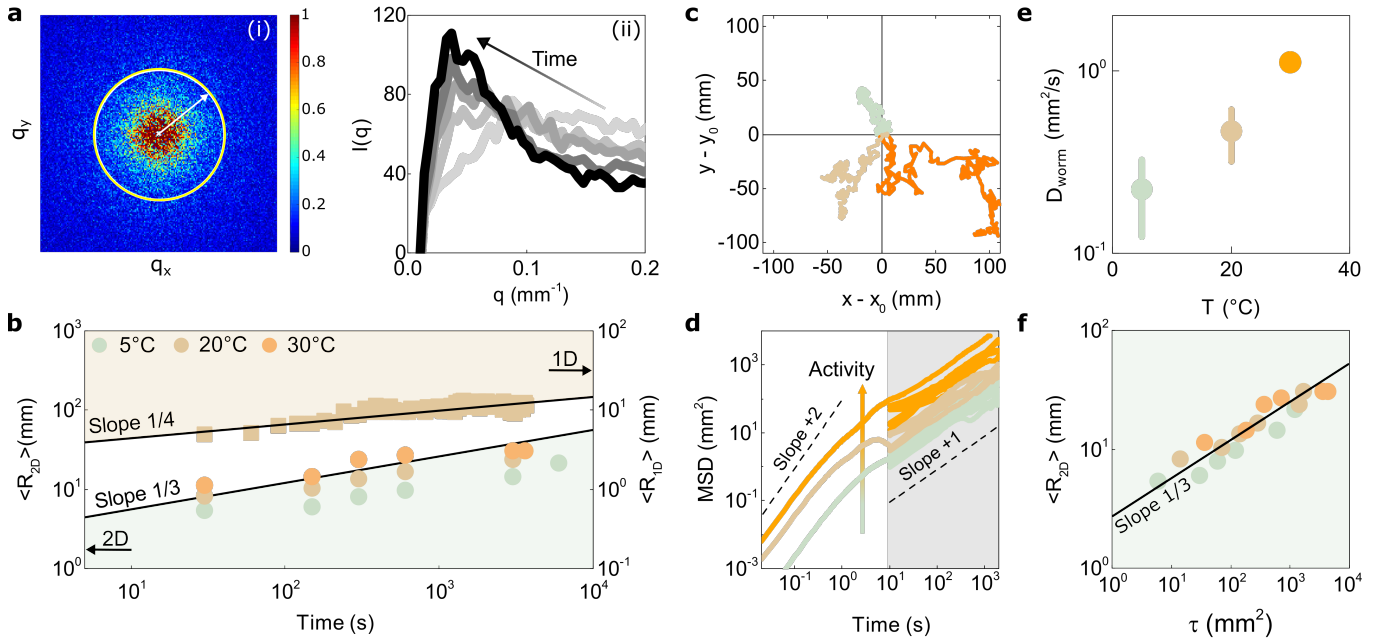 a
(i)
q_y
q_x
1
0.8
0.6
0.4
0.2
0
(ii)
Time
I(q)
120
80
40
0
0.0
0.1
0.2
q (mm⁻¹)
c
y - y₀ (mm)
100
50
0
-50
-100
-100
-50
0
50
100
x - x₀ (mm)
e
D_worm (mm²/s)
10⁰
10⁻¹
0
20
40
T (°C)
b
<R_2D> (mm)
10³
10²
10¹
10⁰
5°C
20°C
30°C
1D
Slope 1/4
Slope 1/3
2D
10¹
10²
10³
10⁴
Time (s)
10²
10¹
10⁰
10⁻¹
<R_1D> (mm)
d
MSD (mm²)
10³
10¹
10⁻¹
10⁻³
Activity
Slope +2
Slope +1
10⁻¹
10⁰
10¹
10²
10³
Time (s)
f
<R_2D> (mm)
10²
10¹
10⁰
Slope 1/3
10⁰
10¹
10²
10³
10⁴
τ (mm²)